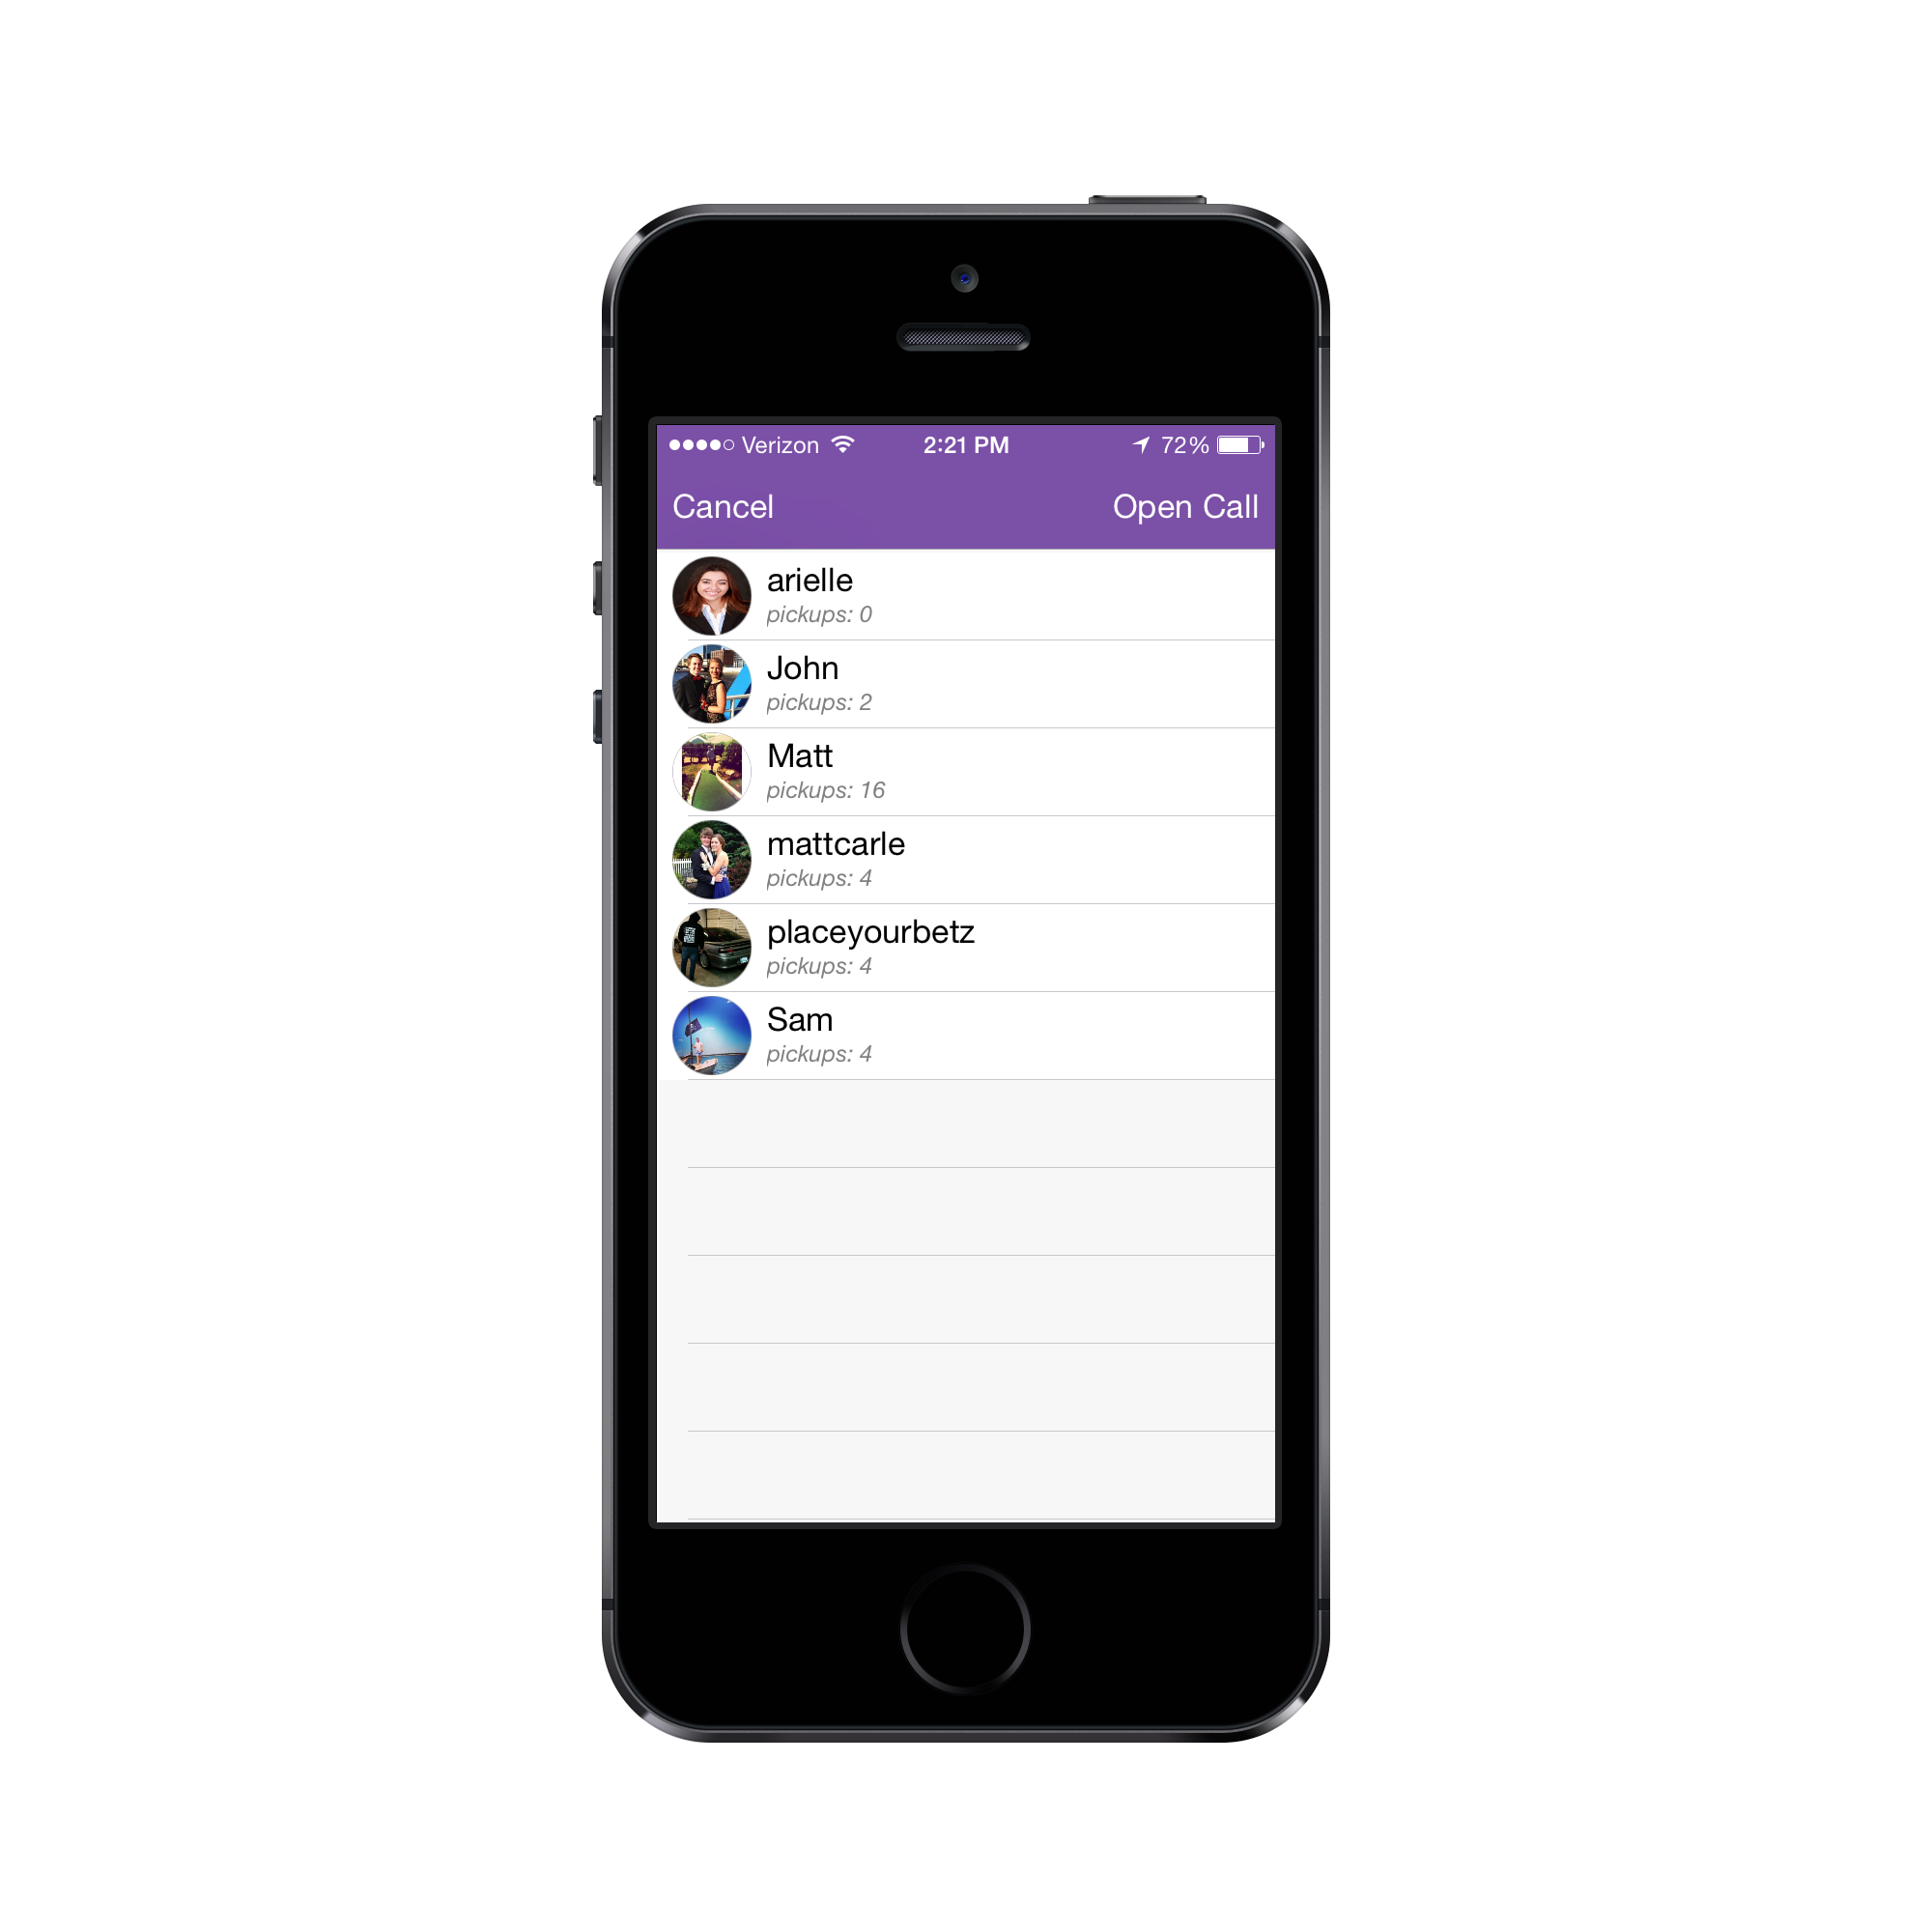 Verizon 2:21 PM 72%
Cancel Open Call
arielle
pickups: 0
John
pickups: 2
Matt
pickups: 16
mattcarle
pickups: 4
placeyourbetz
pickups: 4
Sam
pickups: 4